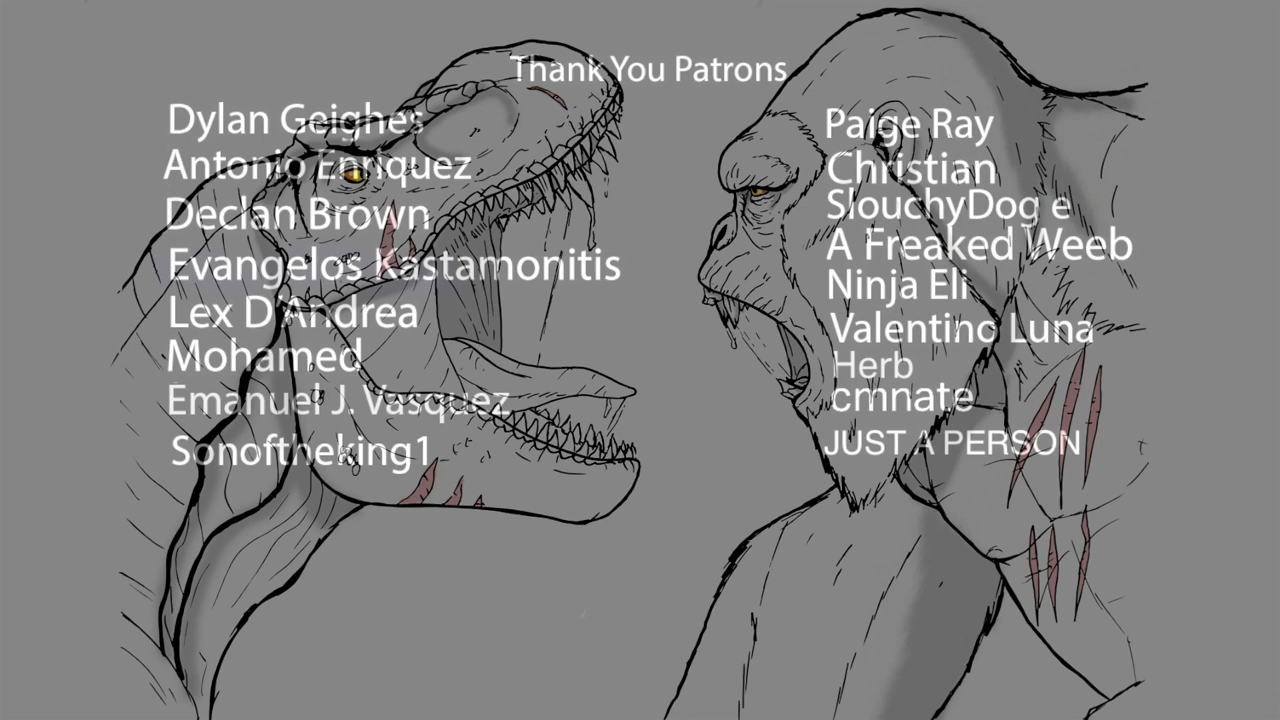 Thank You Patrons
Dylan Geighes
Antonio Enriquez
Declan Brown
Evangelos Kastamonitis
Lex D'Andrea
Mohamed
Emanuel J. Vasquez
Sonoftheking1
Paige Ray
Christian
SlouchyDog e
A Freaked Weeb
Ninja Eli
Valentino Luna
Herb
cmnate
JUST A PERSON